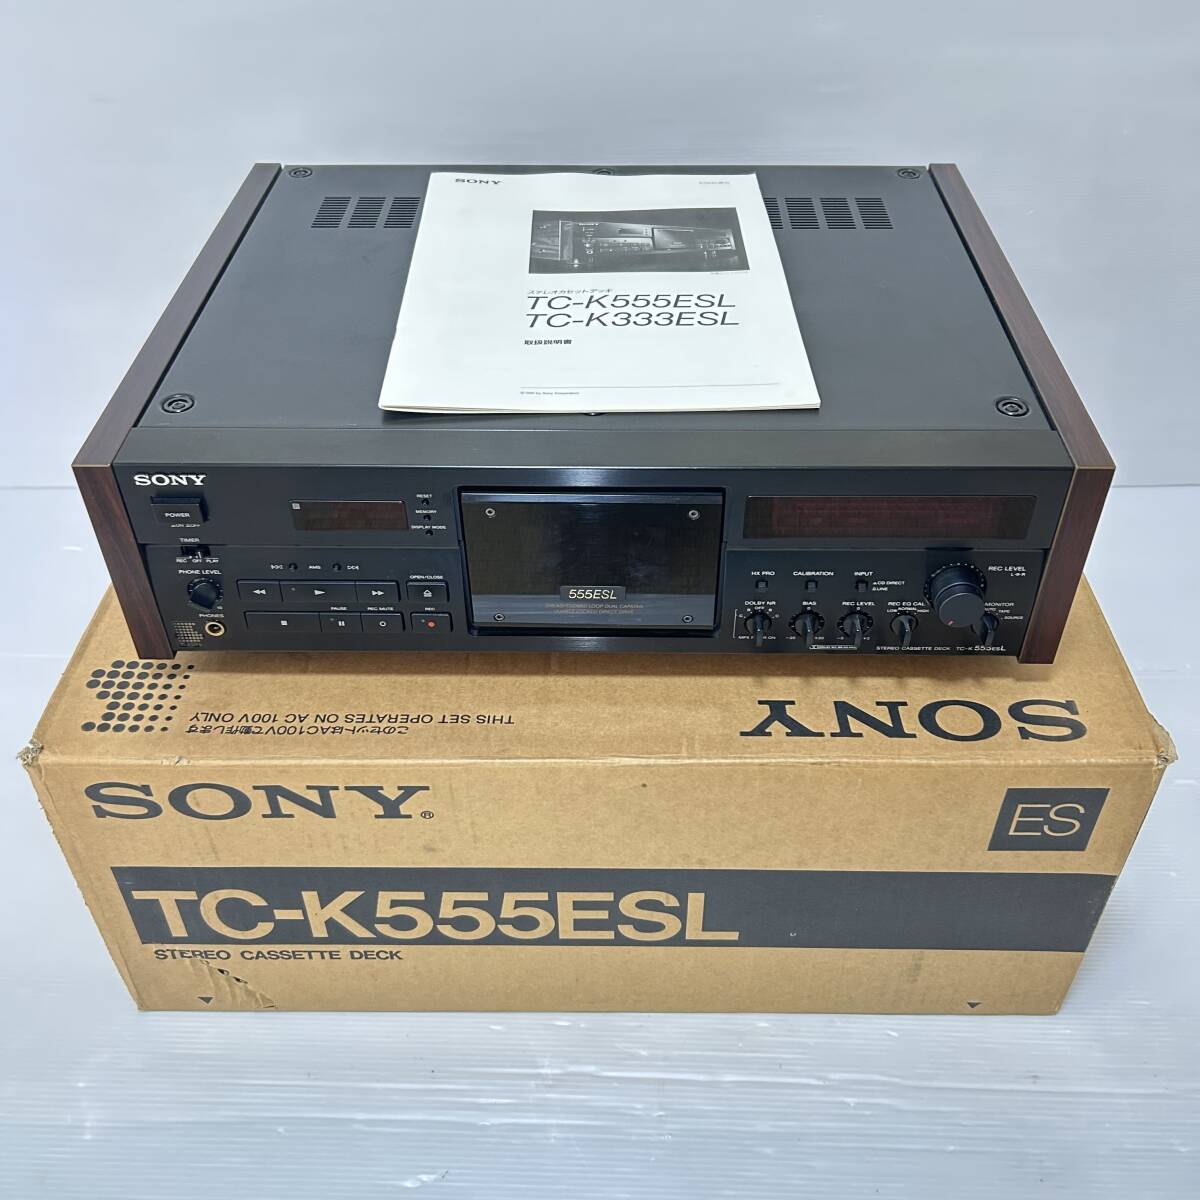 SONY
ステレオカセットデッキ
TC-K555ESL
TC-K333ESL
取扱説明書
SONY
POWER
TIMER
REC OFF PLAY
PHONE LEVEL
PHONES
RESET
MEMORY
DISPLAY MODE
AMS
OPEN/CLOSE
PAUSE
REC MUTE
REC
555ESL
HX PRO
CALIBRATION
INPUT
CD DIRECT
LINE
REC LEVEL
DOLBY NR
BIAS
REC LEVEL
REC EQ CAL
MONITOR
TAPE
SOURCE
STEREO CASSETTE DECK TC-K555ESL
このセットはAC100Vで動作します
THIS SET OPERATES ON AC 100V ONLY
SONY
SONY®
ES
TC-K555ESL
STEREO CASSETTE DECK